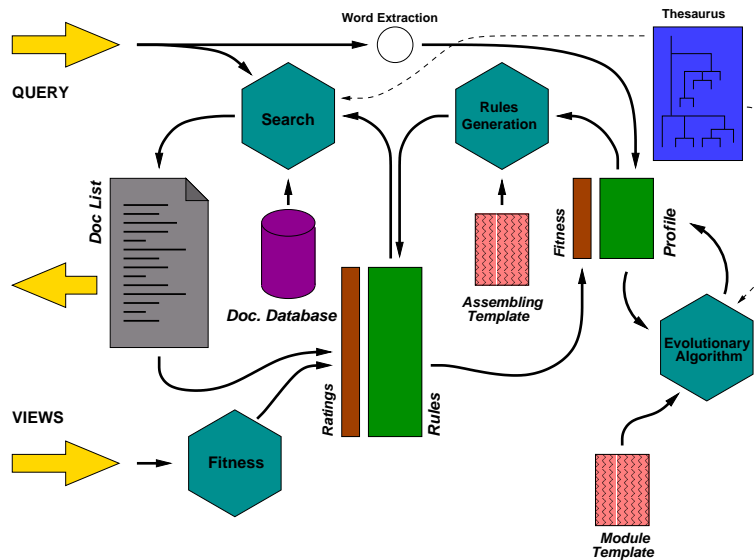 Word Extraction
Thesaurus
QUERY
Search
Rules
Generation
Doc List
Fitness
Profile
Doc. Database
Assembling
Template
Evolutionary
Algorithm
Ratings
Rules
VIEWS
Fitness
Module
Template